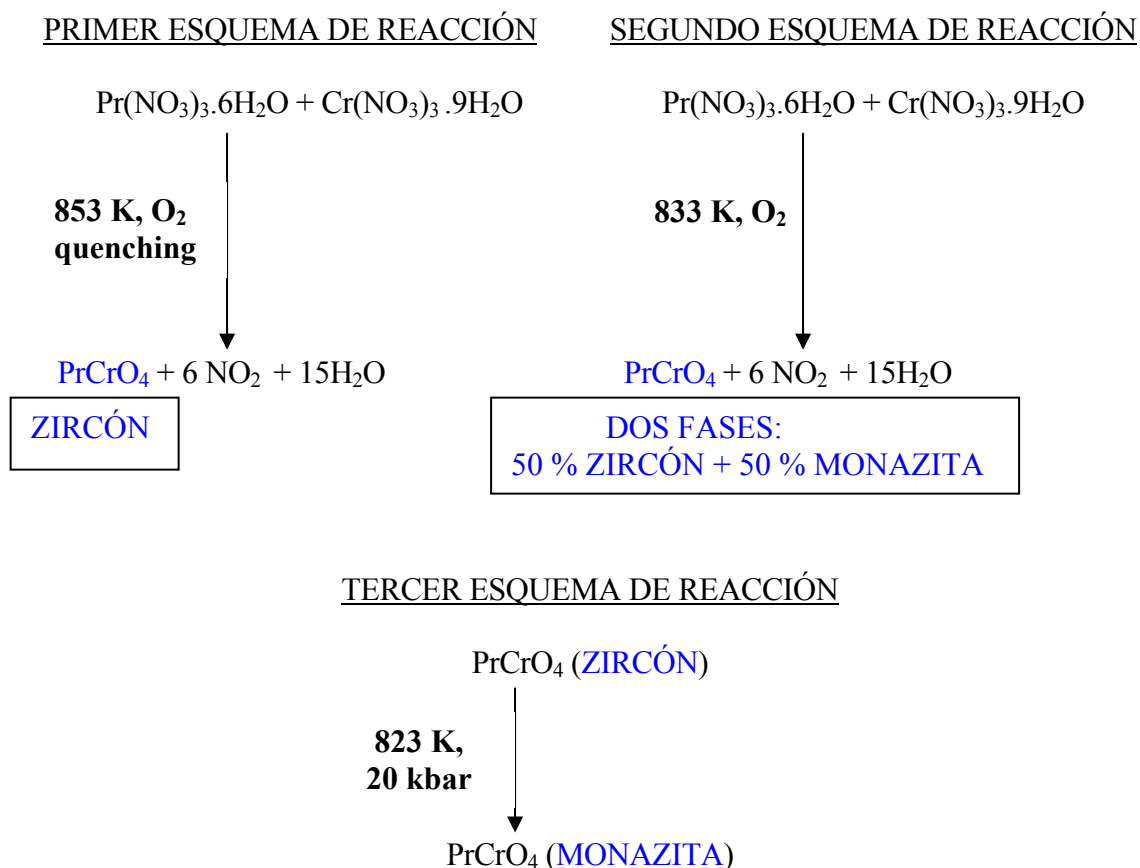 PRIMER ESQUEMA DE REACCIÓN
Pr(NO₃)₃.6H₂O + Cr(NO₃)₃ .9H₂O
853 K, O₂
quenching
PrCrO₄ + 6 NO₂ + 15H₂O
ZIRCÓN
SEGUNDO ESQUEMA DE REACCIÓN
Pr(NO₃)₃.6H₂O + Cr(NO₃)₃.9H₂O
833 K, O₂
PrCrO₄ + 6 NO₂ + 15H₂O
DOS FASES:
50 % ZIRCÓN + 50 % MONAZITA
TERCER ESQUEMA DE REACCIÓN
PrCrO₄ (ZIRCÓN)
823 K,
20 kbar
PrCrO₄ (MONAZITA)